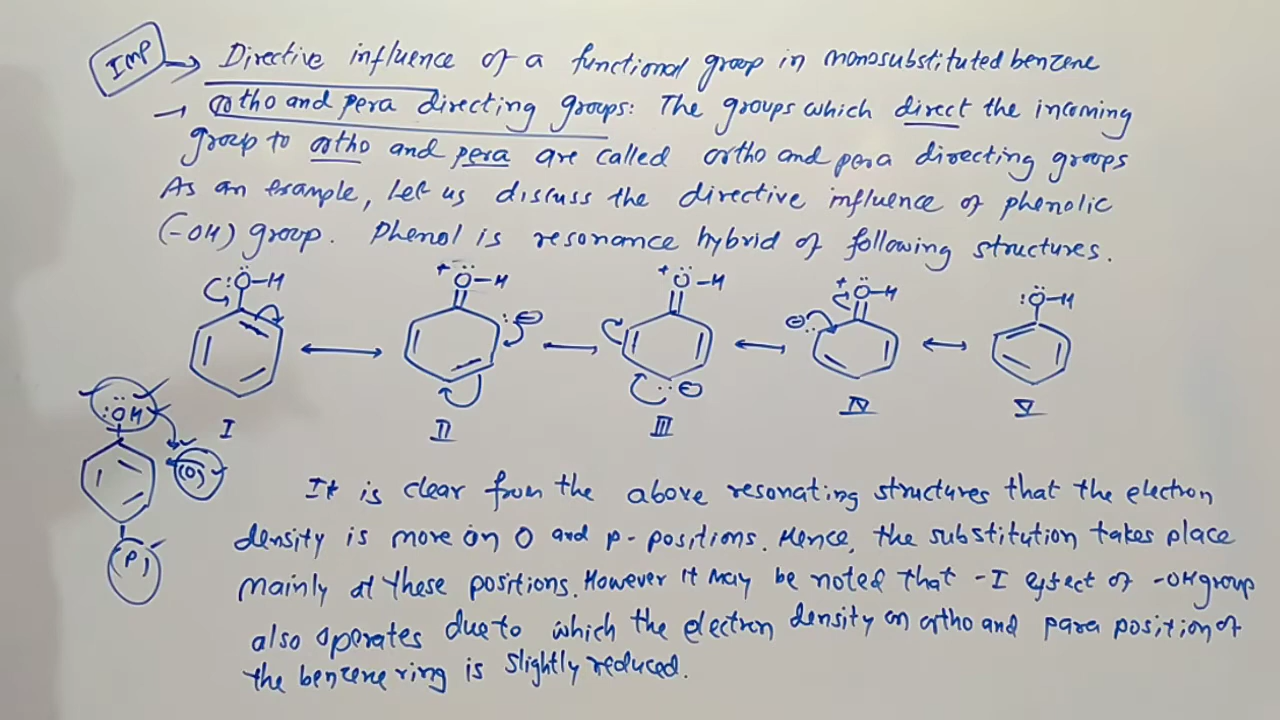 IMP → Directive influence of a functional group in monosubstituted benzene
→ ortho and pera directing groups: The groups which direct the incoming
group to ortho and pera are called ortho and pera directing groups
As an example, Let us discuss the directive influence of phenolic
(-OH) group. Phenol is resonance hybrid of following structures.
:Ö-H + Ö-H + Ö-H + Ö-H :Ö-H
I II III IV V
:ÖH
(O)
(P)
It is clear from the above resonating structures that the electron
density is more on O and p-positions. Hence, the substitution takes place
mainly at these positions. However it may be noted that -I effect of -OH group
also operates due to which the electron density on ortho and para position of
the benzene ring is slightly reduced.